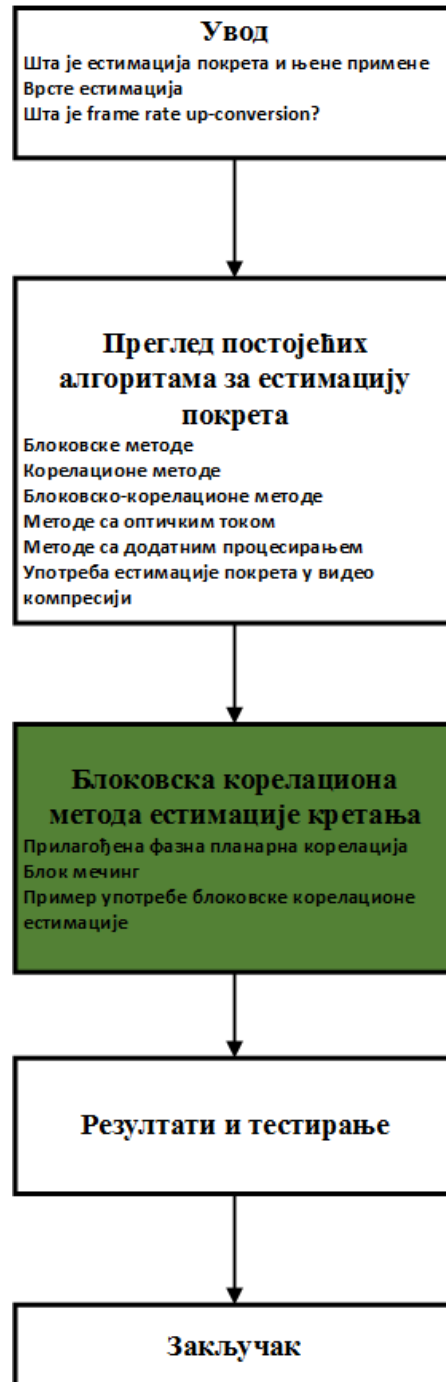 Увод
Шта је естимација покрета и њене примене
Врсте естимација
Шта је frame rate up-conversion?
Преглед постојећих
алгоритама за естимацију
покрета
Блоковске методе
Корелационе методе
Блоковско-корелационе методе
Методе са оптичким током
Методе са додатним процесирањем
Употреба естимације покрета у видео
компресији
Блоковска корелациона
метода естимације кретања
Прилагођена фазна планарна корелација
Блок мечинг
Пример употребе блоковске корелационе
естимације
Резултати и тестирање
Закључак